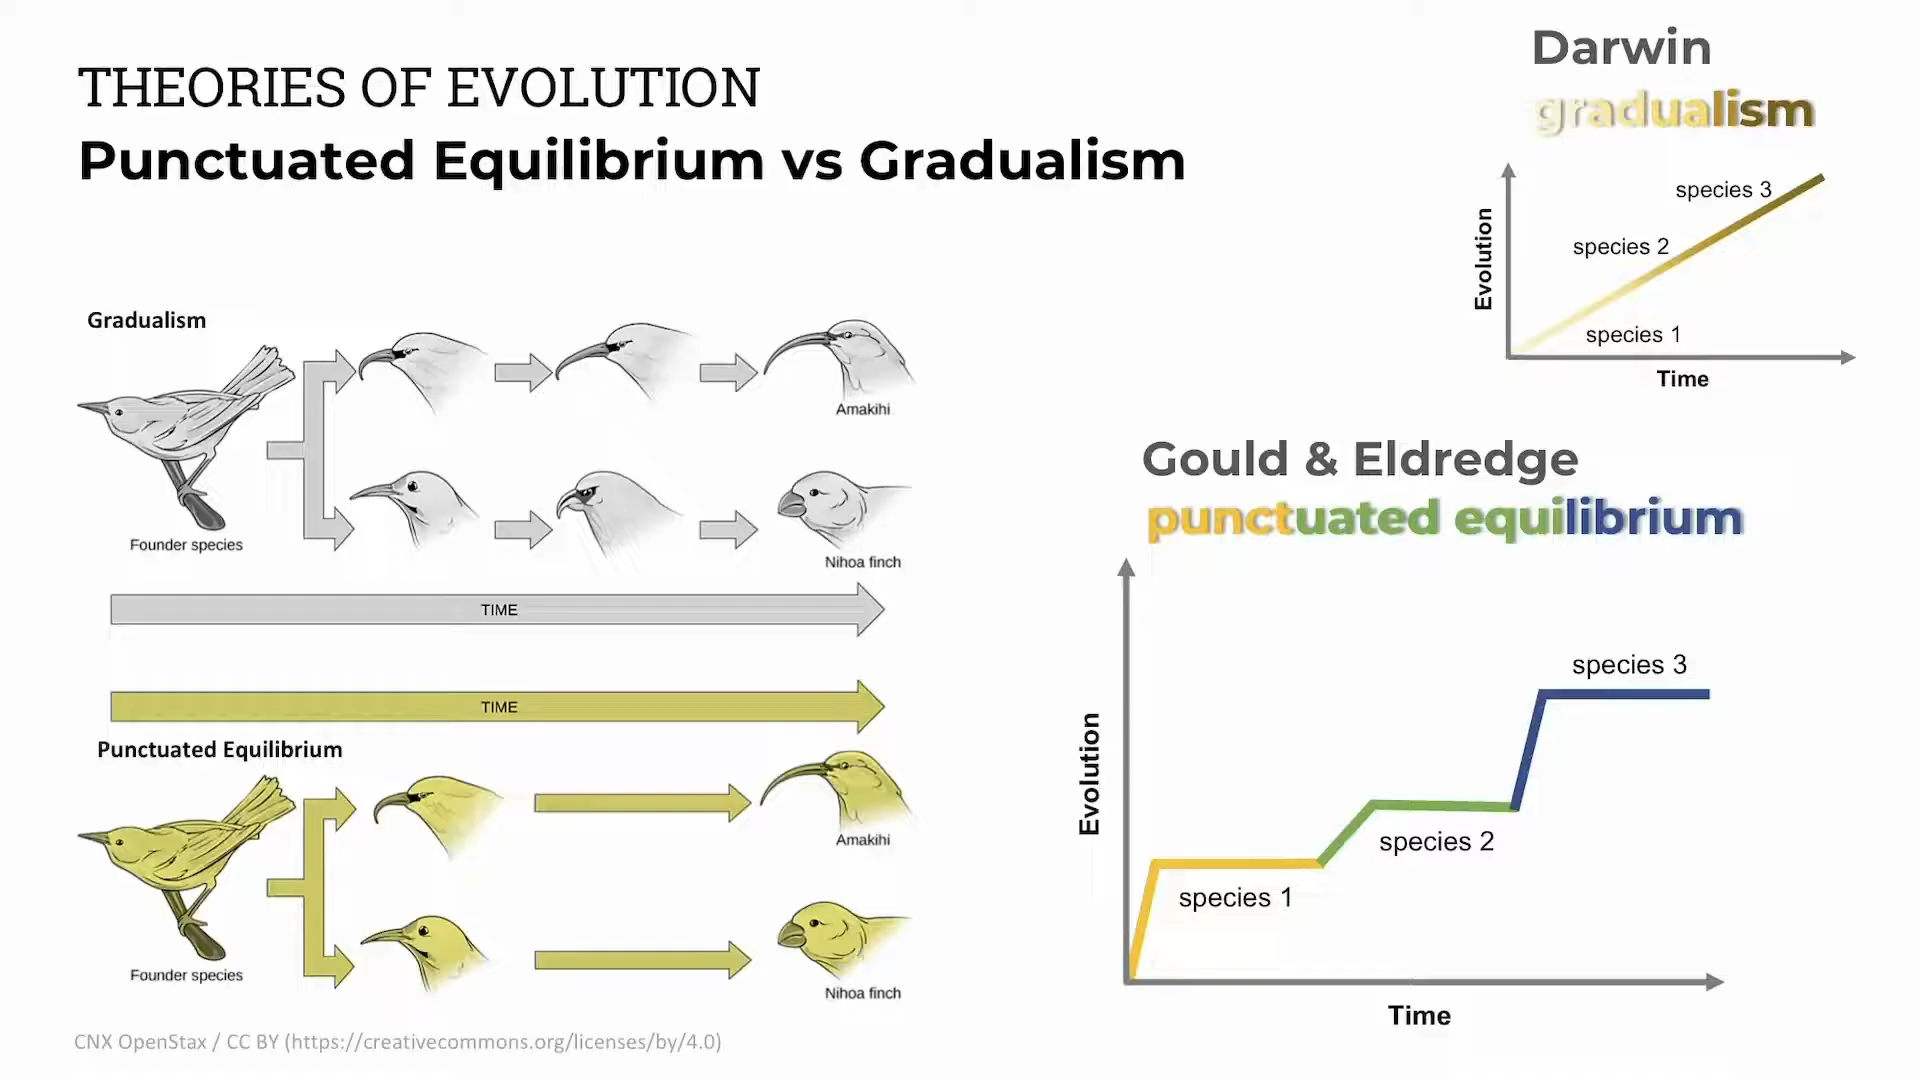 THEORIES OF EVOLUTION
Punctuated Equilibrium vs Gradualism
Gradualism
Founder species
Amakihi
Nihoa finch
TIME
TIME
Punctuated Equilibrium
Founder species
Amakihi
Nihoa finch
CNX OpenStax / CC BY (https://creativecommons.org/licenses/by/4.0)
Darwin
gradualism
Evolution
species 3
species 2
species 1
Time
Gould & Eldredge
punctuated equilibrium
Evolution
species 3
species 2
species 1
Time